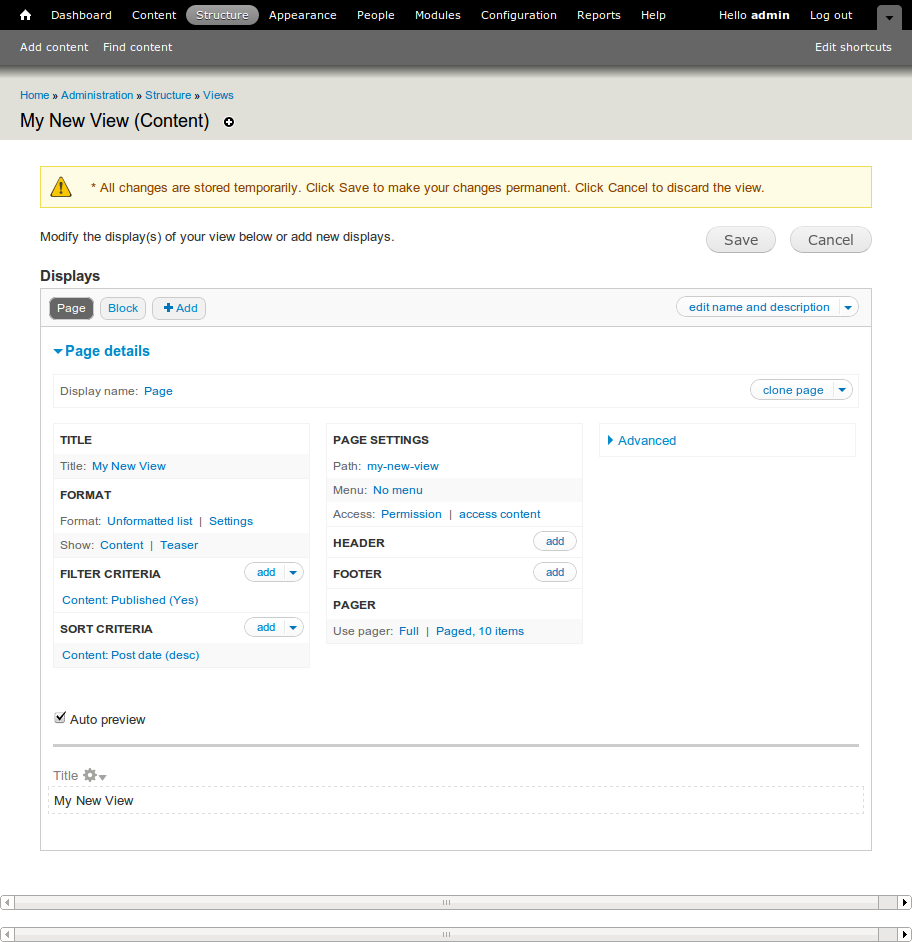 Dashboard Content Structure Appearance People Modules Configuration Reports Help Hello admin Log out
Add content Find content Edit shortcuts
Home » Administration » Structure » Views
My New View (Content)
* All changes are stored temporarily. Click Save to make your changes permanent. Click Cancel to discard the view.
Modify the display(s) of your view below or add new displays.
Save Cancel
Displays
Page Block Add edit name and description
Page details
Display name: Page clone page
TITLE
Title: My New View
FORMAT
Format: Unformatted list | Settings
Show: Content | Teaser
FILTER CRITERIA add
Content: Published (Yes)
SORT CRITERIA add
Content: Post date (desc)
PAGE SETTINGS
Path: my-new-view
Menu: No menu
Access: Permission | access content
HEADER add
FOOTER add
PAGER
Use pager: Full | Paged, 10 items
Advanced
Auto preview
Title
My New View